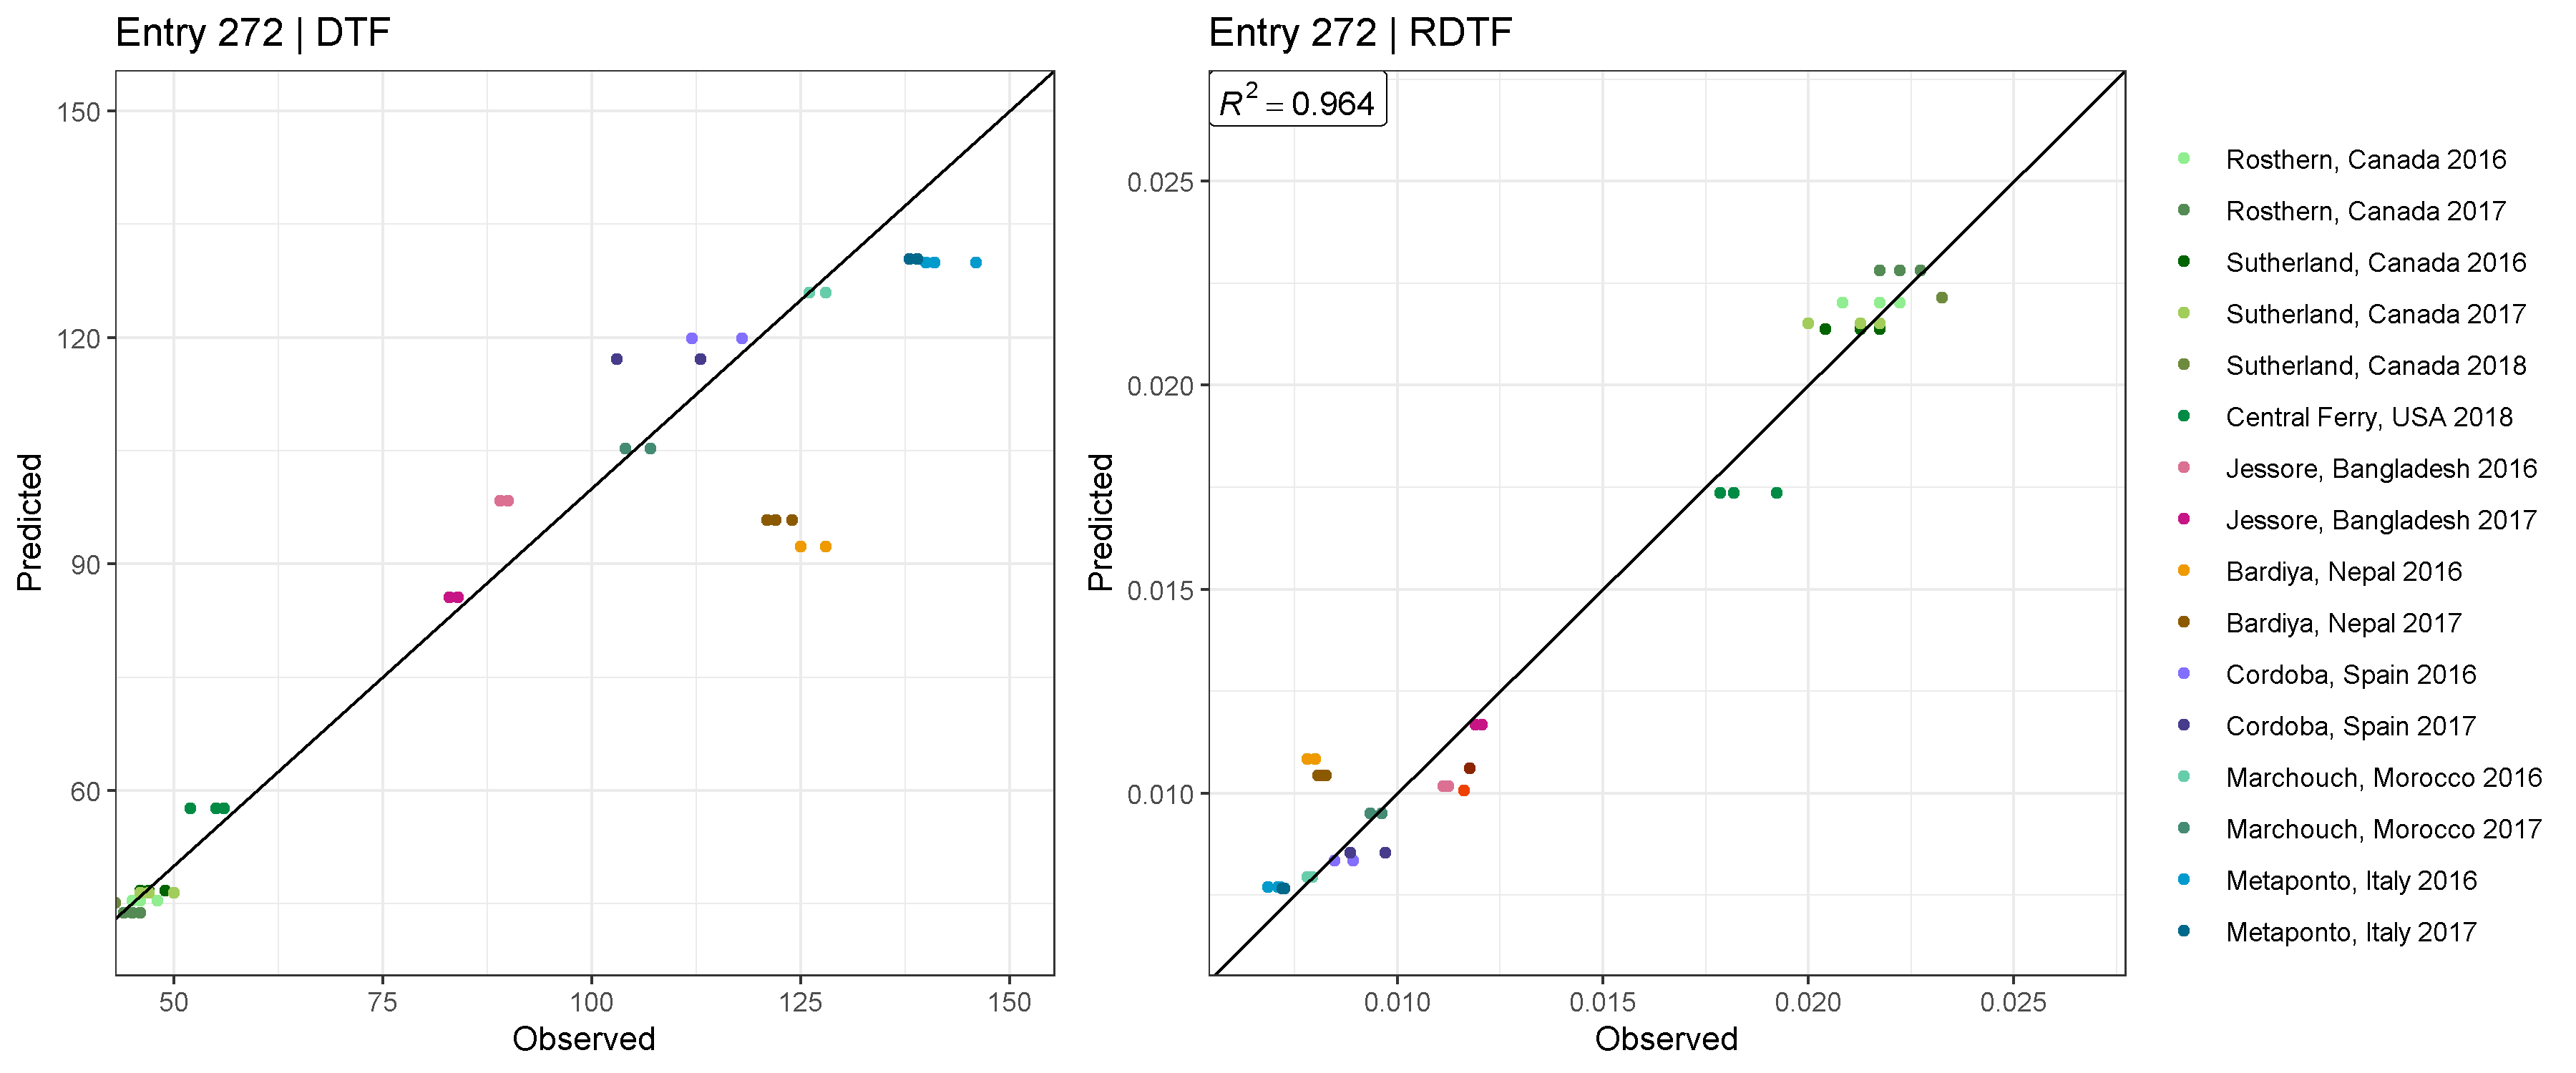 Entry 272 | DTF
150
120
90
60
50
75
100
125
150
Predicted
Observed
Entry 272 | RDTF
R² = 0.964
0.025
0.020
0.015
0.010
0.010
0.015
0.020
0.025
Predicted
Observed
Rosthern, Canada 2016
Rosthern, Canada 2017
Sutherland, Canada 2016
Sutherland, Canada 2017
Sutherland, Canada 2018
Central Ferry, USA 2018
Jessore, Bangladesh 2016
Jessore, Bangladesh 2017
Bardiya, Nepal 2016
Bardiya, Nepal 2017
Cordoba, Spain 2016
Cordoba, Spain 2017
Marchouch, Morocco 2016
Marchouch, Morocco 2017
Metaponto, Italy 2016
Metaponto, Italy 2017